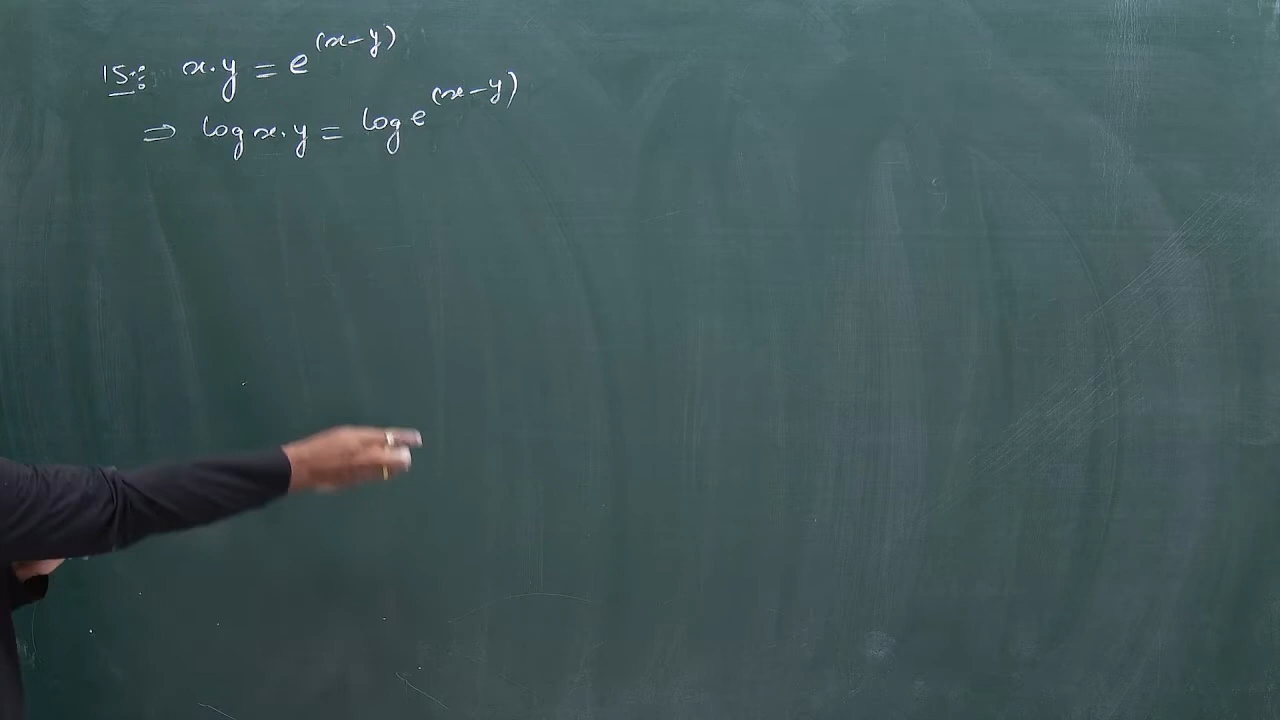 15: x.y = e^(x-y)
⇒ log x.y = log e^(x-y)